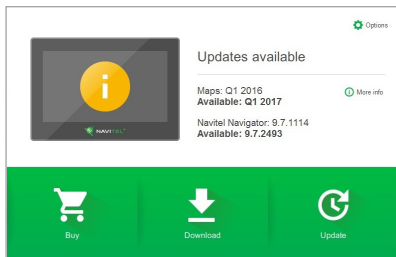 Options
Updates available
Maps: Q1 2016
Available: Q1 2017
More info
Navitel Navigator: 9.7.1114
Available: 9.7.2493
NAVITEL
Buy
Download
Update